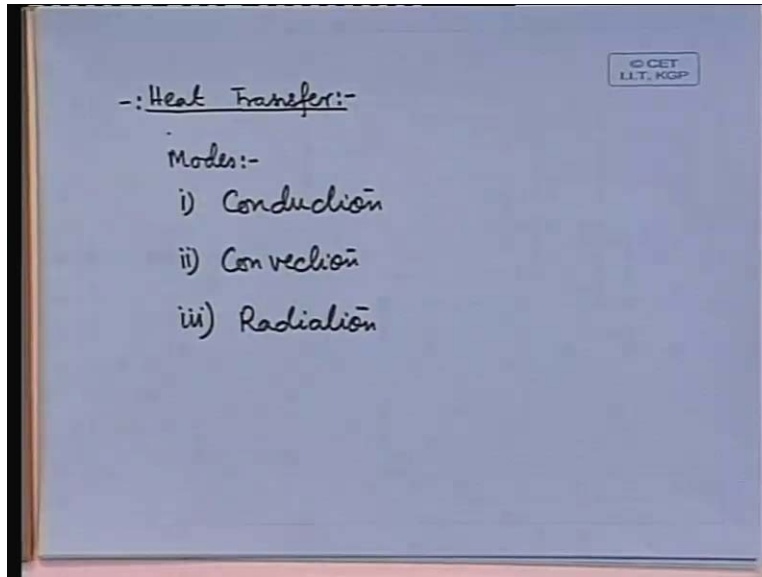 © CET
I.I.T. KGP
-: Heat Transfer:-
Modes:-
i) Conduction
ii) Convection
iii) Radiation